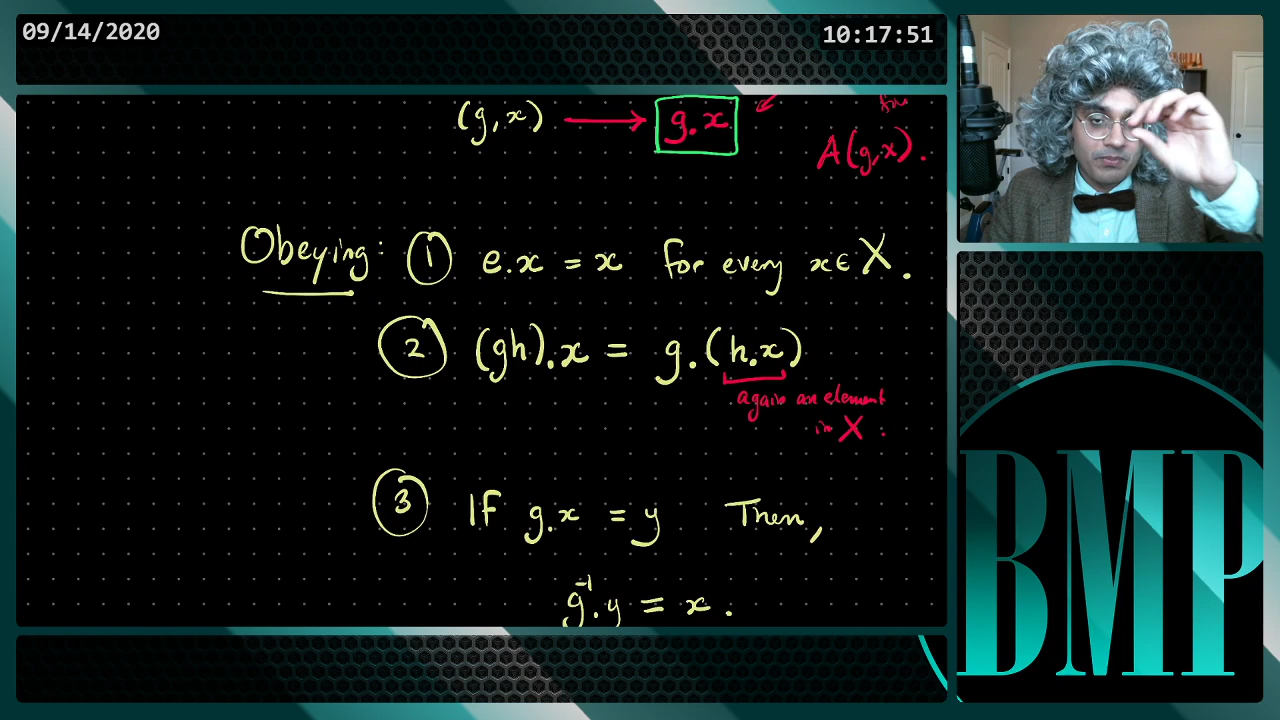 09/14/2020
10:17:51
(g,x) → g.x
A(g,x).
Obeying: ① e.x = x for every x ∈ X.
② (gh).x = g.(h.x)
again an element
in X.
③ If g.x = y Then,
g⁻¹.y = x.
BMP